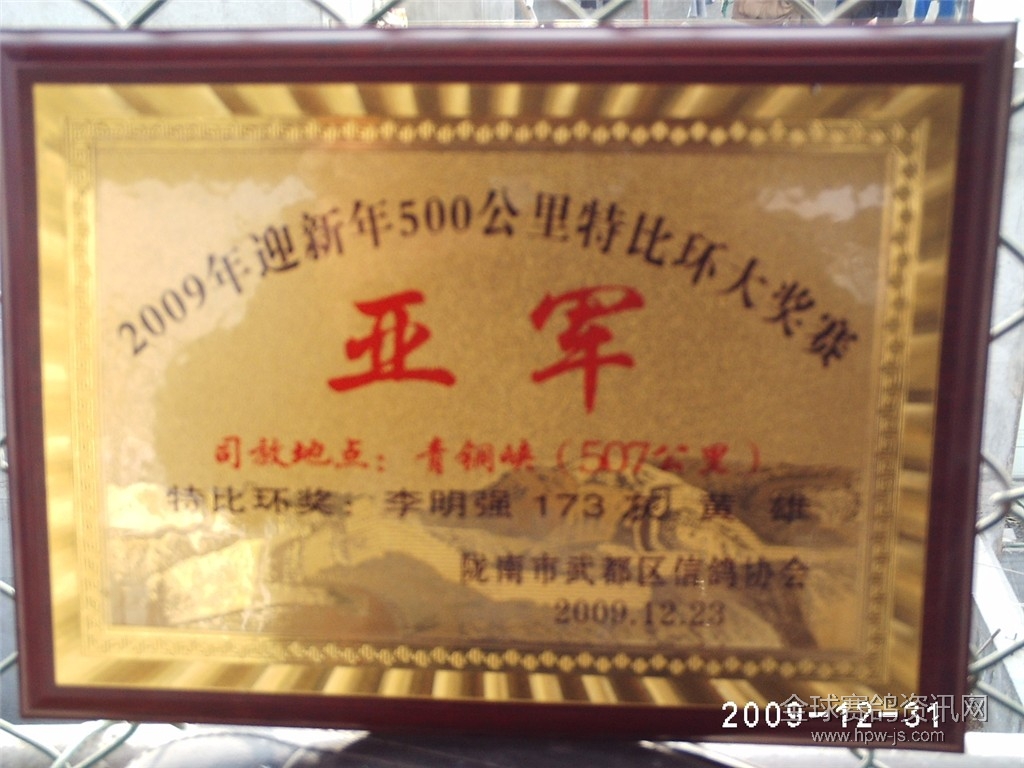 2009年迎新年500公里特比环大奖赛
亚军
司放地点：青铜峡（507公里）
特比环奖：李明强 173 羽 黄 雄
陇南市武都区信鸽协会
2009.12.23
2009-12-31
全球赛鸽资讯网
www.hpw-js.com